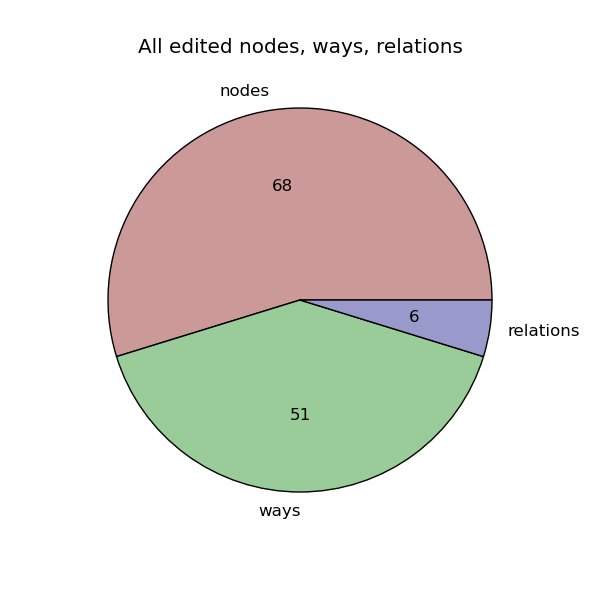 All edited nodes, ways, relations
nodes
68
6
relations
51
ways